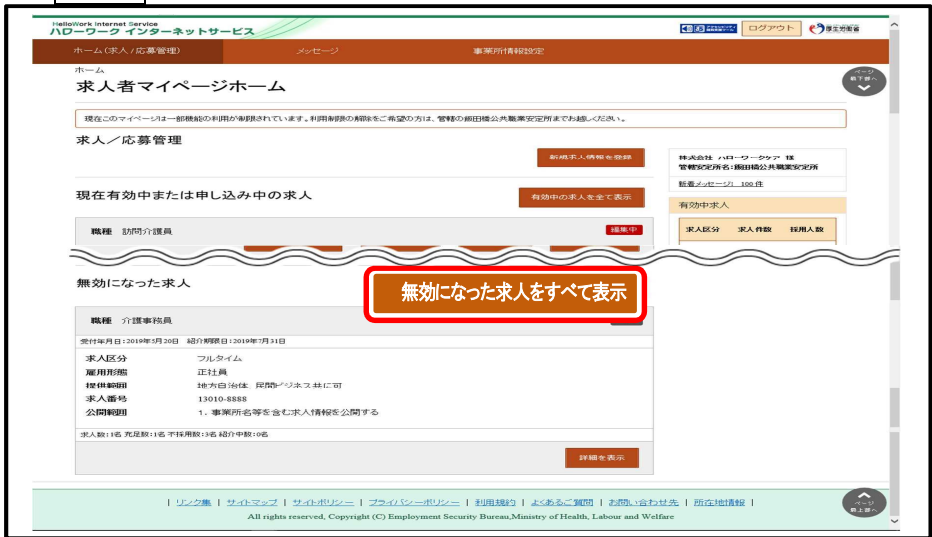 HelloWork Internet Service
ハローワーク インターネットサービス
ログアウト
厚生労働省
ホーム(求人/応募管理)
メッセージ
事業所情報設定
ホーム
求人者マイページホーム
ページ最下部へ
現在このマイページは一部機能の利用が制限されています。利用制限の解除をご希望の方は、管轄の飯田橋公共職業安定所までお越しください。
求人/応募管理
新規求人情報を登録
株式会社 ハローワークケア 様
管轄安定所名:飯田橋公共職業安定所
新着メッセージ: 100 件
現在有効中または申し込み中の求人
有効中の求人を全て表示
有効中求人
職種 訪問介護員
編集中
求人区分 求人件数 採用人数
無効になった求人
無効になった求人をすべて表示
職種 介護事務員
受付年月日:2019年5月20日 紹介期限日:2019年7月31日
求人区分 フルタイム
雇用形態 正社員
提供範囲 地方自治体、民間ビジネス共に可
求人番号 13010-8888
公開範囲 1.事業所名等を含む求人情報を公開する
求人数:1名 充足数:1名 不採用数:3名 紹介中数:0名
詳細を表示
| リンク集 | サイトマップ | サイトポリシー | プライバシーポリシー | 利用規約 | よくあるご質問 | お問い合わせ先 | 所在地情報 |
All rights reserved, Copyright (C) Employment Security Bureau,Ministry of Health, Labour and Welfare
ページ最上部へ